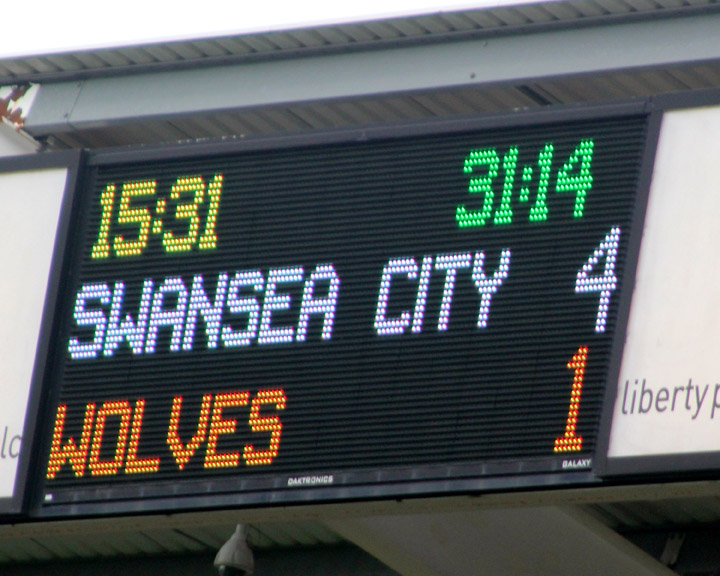 15:31 31:14
SWANSEA CITY 4
WOLVES 1
DAKTRONICS GALAXY
liberty